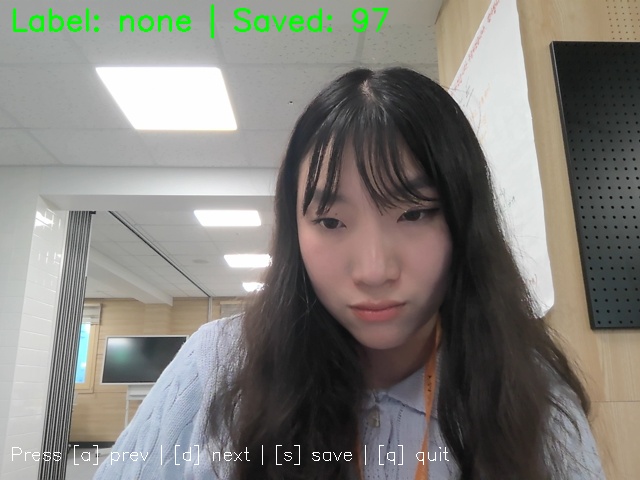 Label: none | Saved: 97
Press [a] prev | [d] next | [s] save | [q] quit